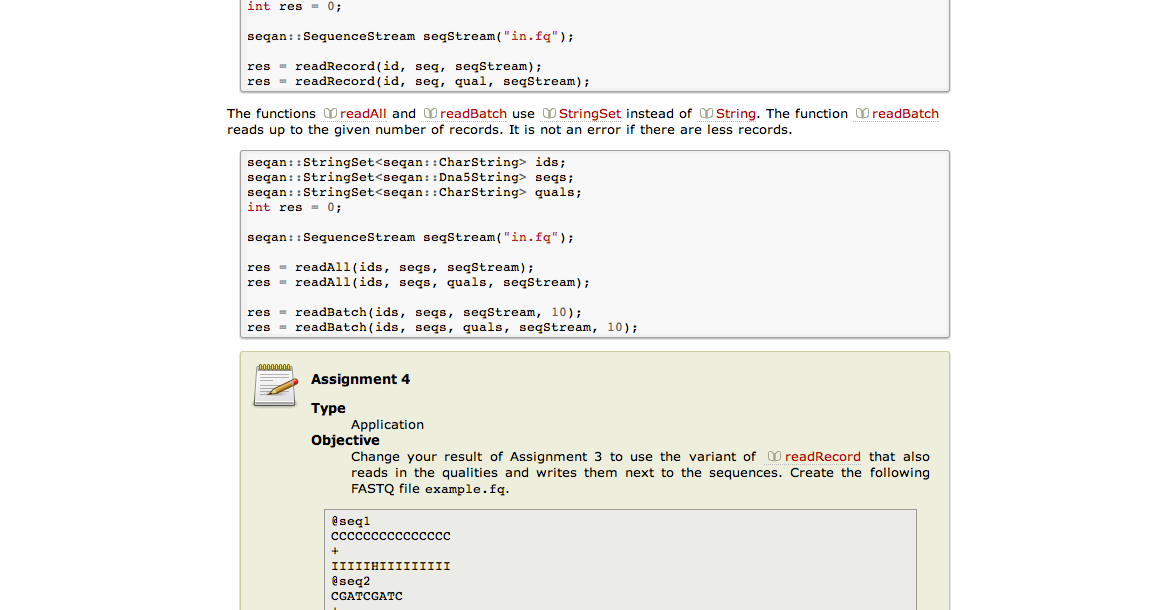 int res = 0;
seqan::SequenceStream seqStream("in.fq");
res = readRecord(id, seq, seqStream);
res = readRecord(id, seq, qual, seqStream);
The functions readAll and readBatch use StringSet instead of String. The function readBatch
reads up to the given number of records. It is not an error if there are less records.
seqan::StringSet<seqan::CharString> ids;
seqan::StringSet<seqan::Dna5String> seqs;
seqan::StringSet<seqan::CharString> quals;
int res = 0;
seqan::SequenceStream seqStream("in.fq");
res = readAll(ids, seqs, seqStream);
res = readAll(ids, seqs, quals, seqStream);
res = readBatch(ids, seqs, seqStream, 10);
res = readBatch(ids, seqs, quals, seqStream, 10);
Assignment 4
Type
Application
Objective
Change your result of Assignment 3 to use the variant of readRecord that also
reads in the qualities and writes them next to the sequences. Create the following
FASTQ file example.fq.
@seq1
CCCCCCCCCCCCCCC
+
IIIIIHIIIIIIIII
@seq2
CGATCGATC